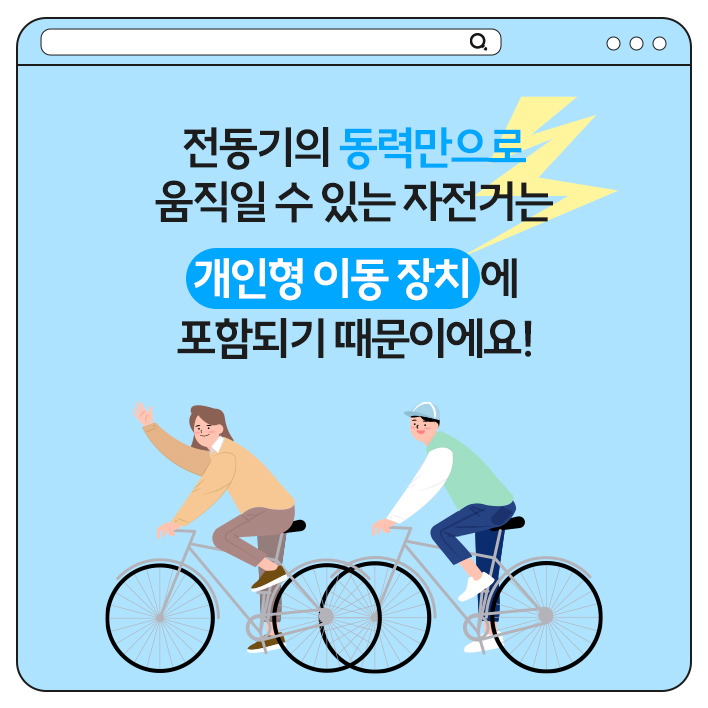 전동기의 동력만으로
움직일 수 있는 자전거는
개인형 이동 장치에
포함되기 때문이에요!